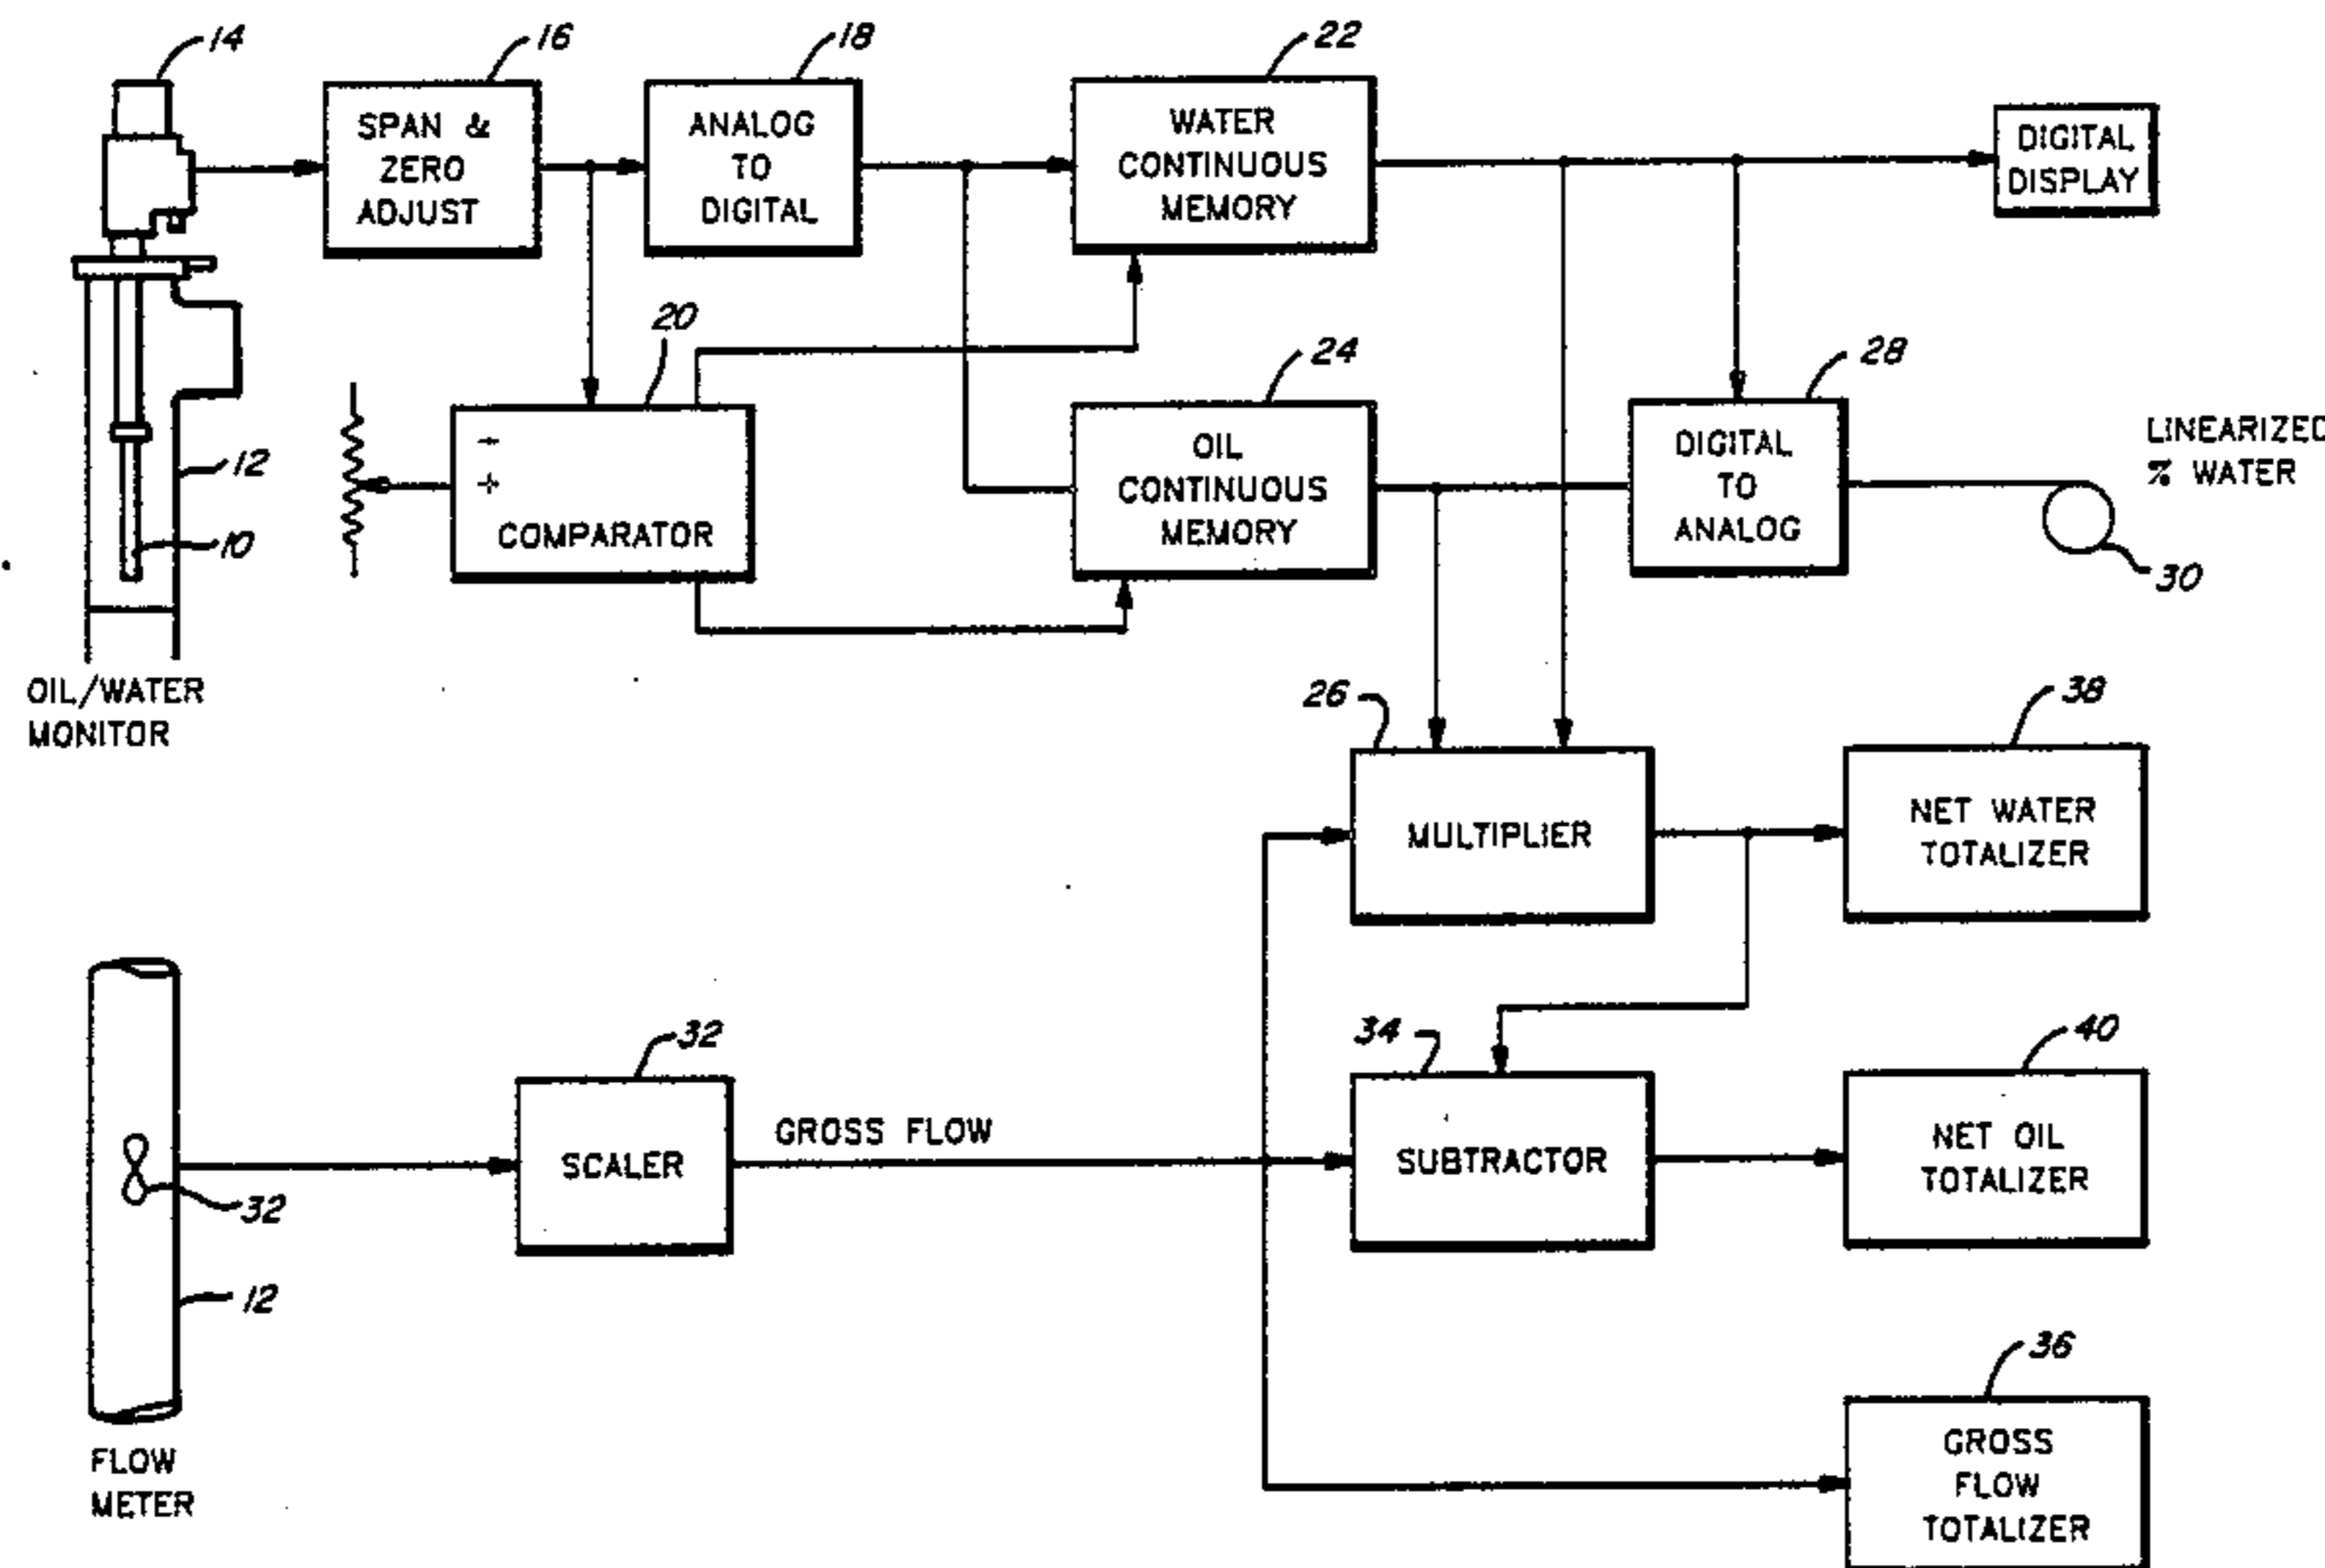 14
16
18
22
SPAN &
ZERO
ADJUST
ANALOG
TO
DIGITAL
WATER
CONTINUOUS
MEMORY
DIGITAL
DISPLAY
20
24
28
12
10
-
+
COMPARATOR
OIL
CONTINUOUS
MEMORY
DIGITAL
TO
ANALOG
LINEARIZED
% WATER
30
OIL/WATER
MONITOR
26
38
MULTIPLIER
NET WATER
TOTALIZER
32
SCALER
GROSS FLOW
34
40
SUBTRACTOR
NET OIL
TOTALIZER
32
12
FLOW
METER
36
GROSS
FLOW
TOTALIZER